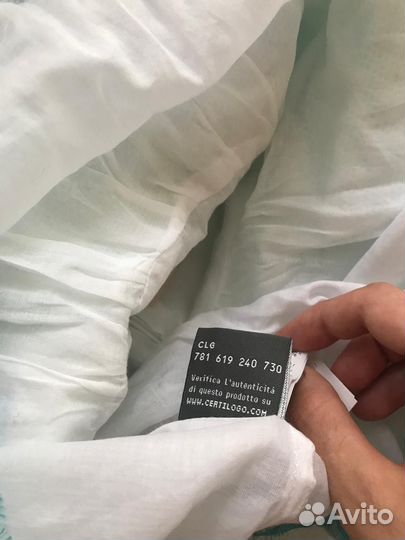 CLG
781 619 240 730
Verifica l'autenticità
di questo prodotto su
WWW.CERTILOGO.COM
Avito